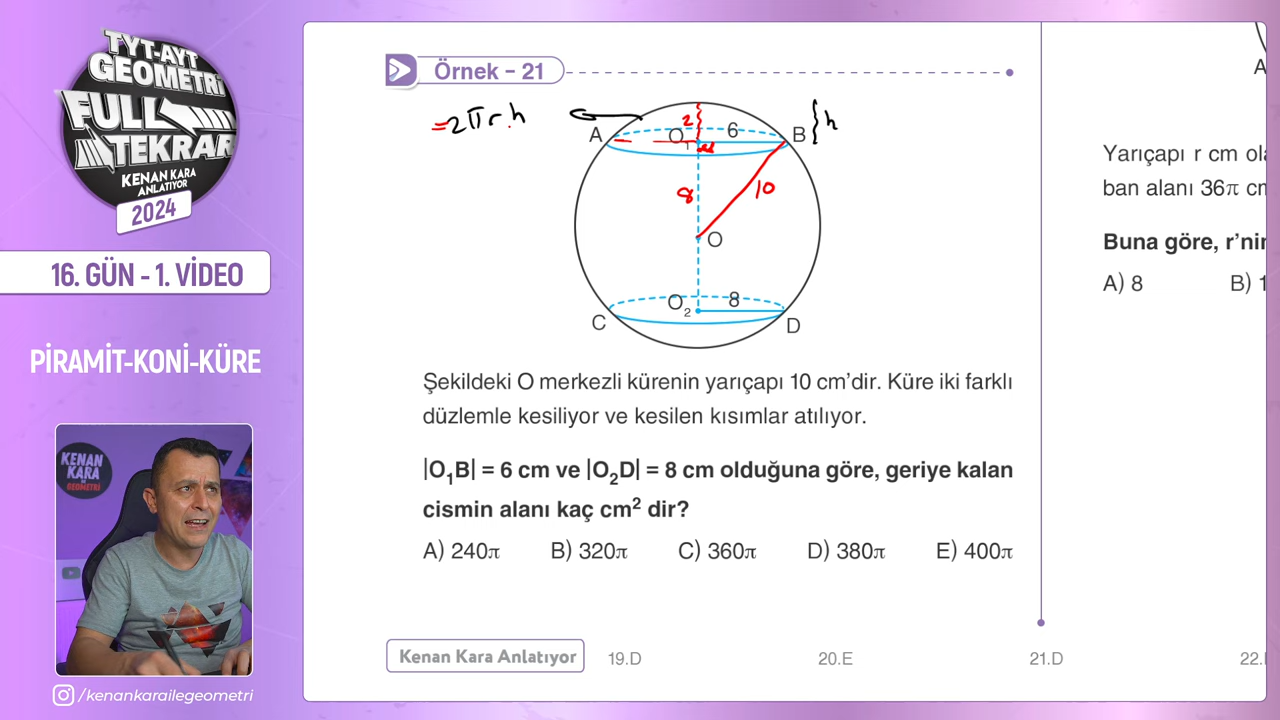 TYT-AYT
GEOMETRİ
FULL
TEKRAR
KENAN KARA
ANLATIYOR
2024
16. GÜN - 1. VİDEO
PİRAMİT-KONİ-KÜRE
KENAN
KARA
GEOMETRİ
/kenankarailegeometri
Örnek – 21
=2πr.h
A
O1
6
B
h
2
8
10
O
O2
8
C
D
Şekildeki O merkezli kürenin yarıçapı 10 cm’dir. Küre iki farklı
düzlemle kesiliyor ve kesilen kısımlar atılıyor.
|O1B| = 6 cm ve |O2D| = 8 cm olduğuna göre, geriye kalan
cismin alanı kaç cm² dir?
A) 240π B) 320π C) 360π D) 380π E) 400π
Kenan Kara Anlatıyor
19.D 20.E 21.D 22.
A
Yarıçapı r cm ol
ban alanı 36π cm
Buna göre, r’nin
A) 8 B) 1